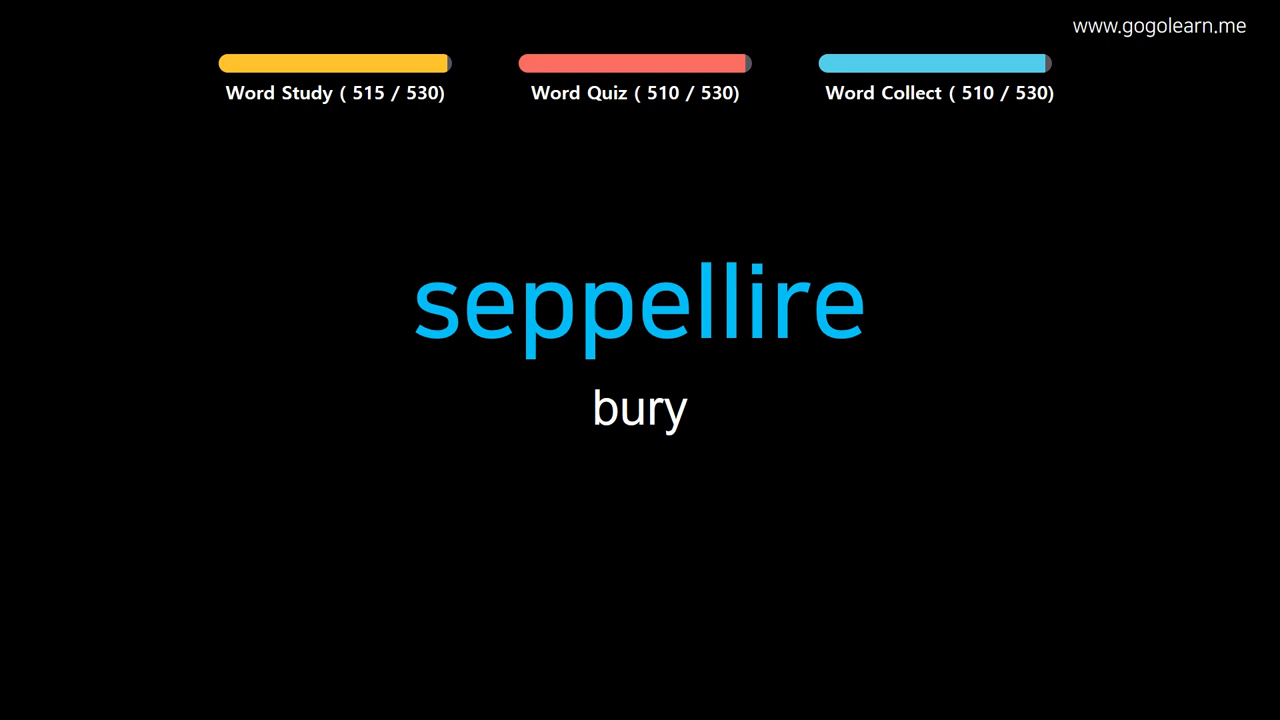 www.gogolearn.me
Word Study ( 515 / 530)
Word Quiz ( 510 / 530)
Word Collect ( 510 / 530)
seppellire
bury